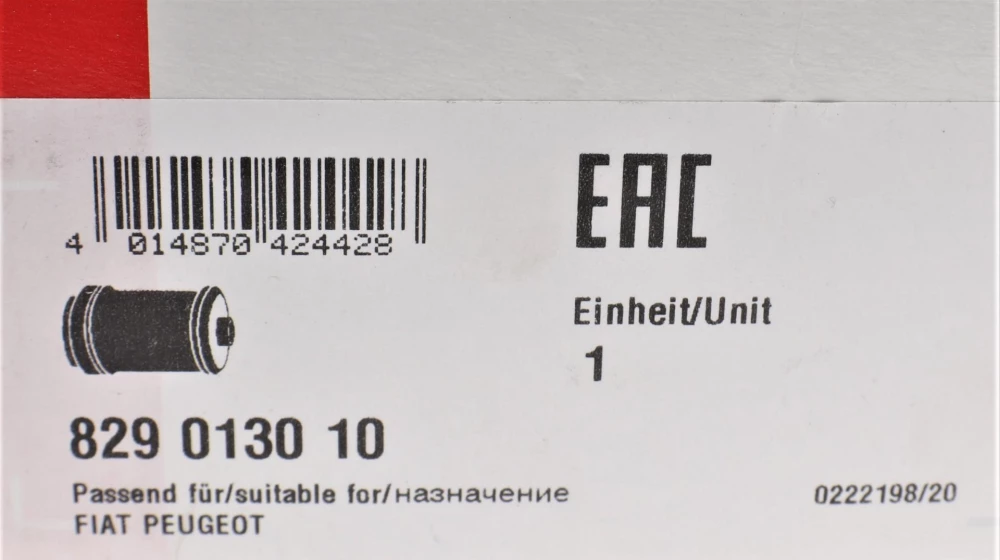 EAC
4 014870 424428
Einheit/Unit
1
829 0130 10
Passend für/suitable for/назначение
FIAT PEUGEOT
0222198/20